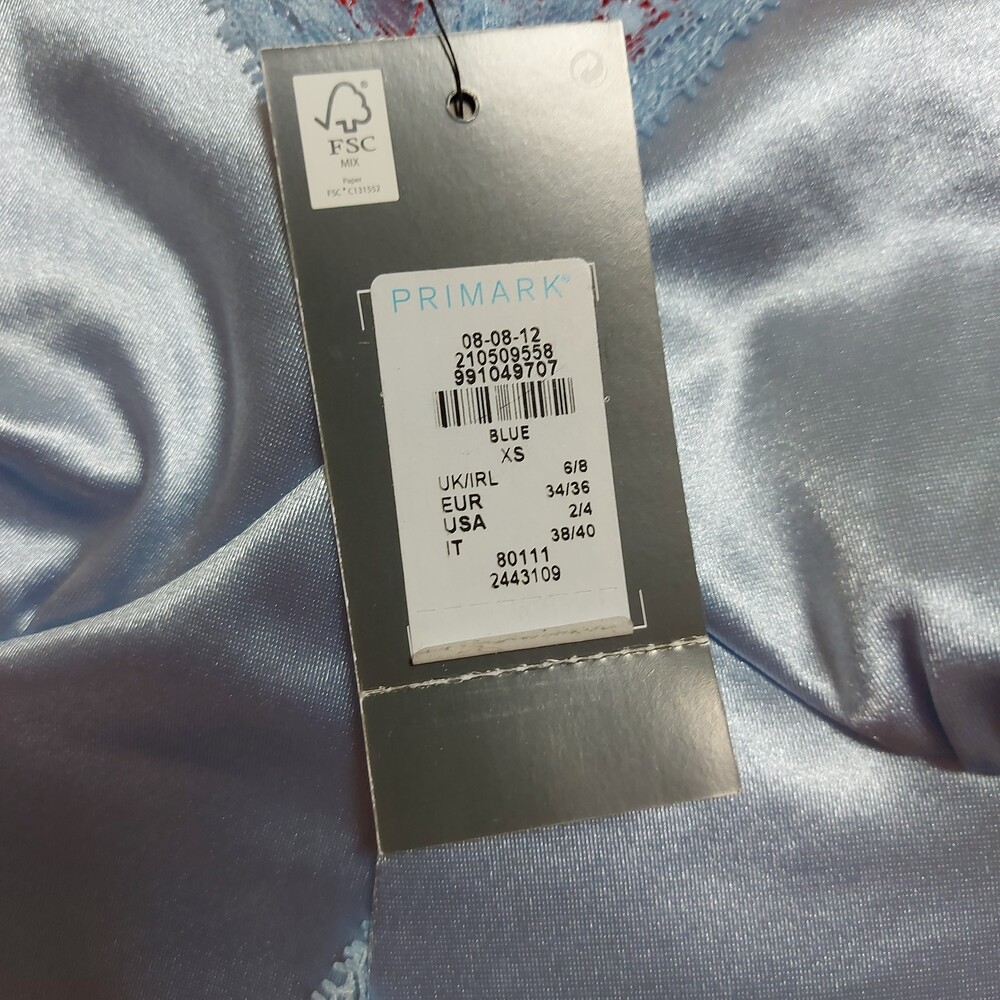 FSC
MIX
Paper
FSC® C131552
PRIMARK®
08-08-12
210509558
991049707
BLUE
XS
UK/IRL 6/8
EUR 34/36
USA 2/4
IT 38/40
80111
2443109